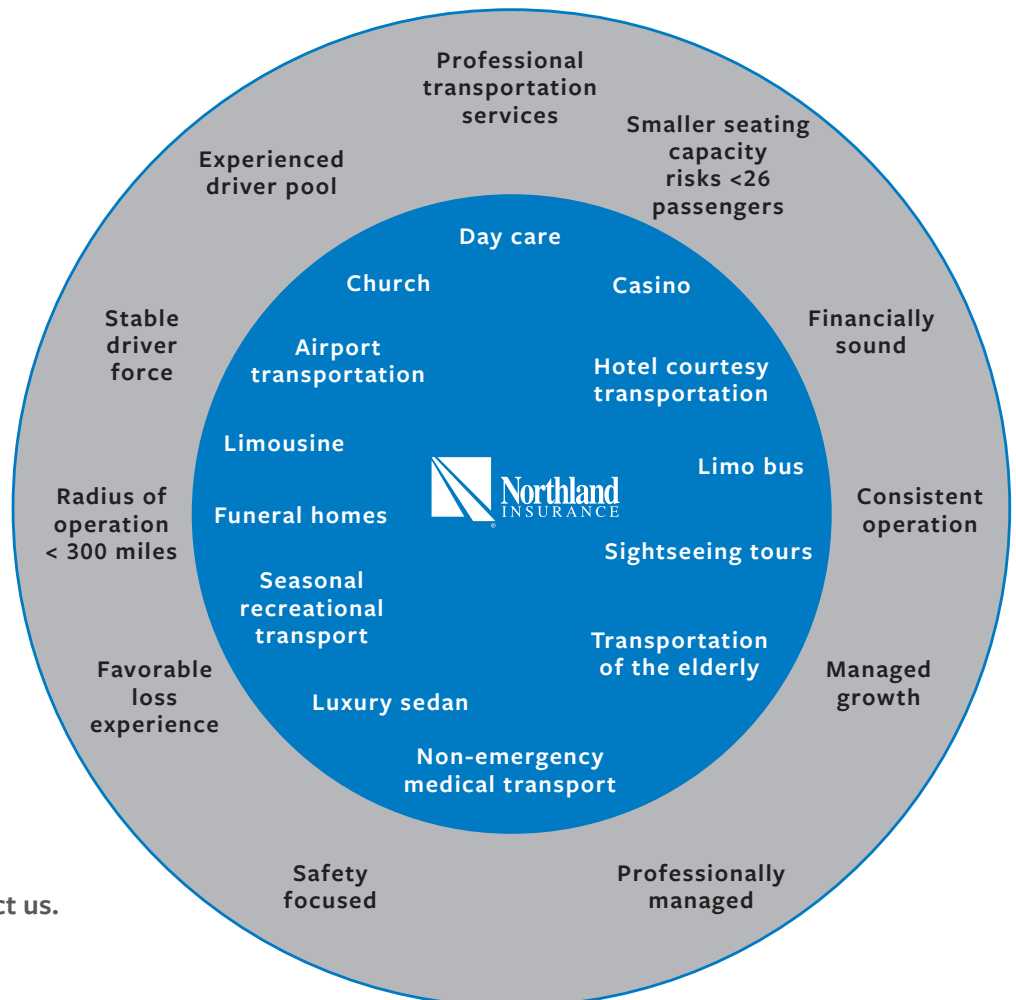 Professional
transportation
services
Smaller seating
capacity
risks <26
passengers
Experienced
driver pool
Day care
Church
Casino
Stable
driver
force
Airport
transportation
Hotel courtesy
transportation
Financially
sound
Limousine
Limo bus
Radius of
operation
< 300 miles
Funeral homes
Northland
INSURANCE
®
Consistent
operation
Sightseeing tours
Seasonal
recreational
transport
Transportation
of the elderly
Favorable
loss
experience
Managed
growth
Luxury sedan
Non-emergency
medical transport
Safety
focused
Professionally
managed
ct us.